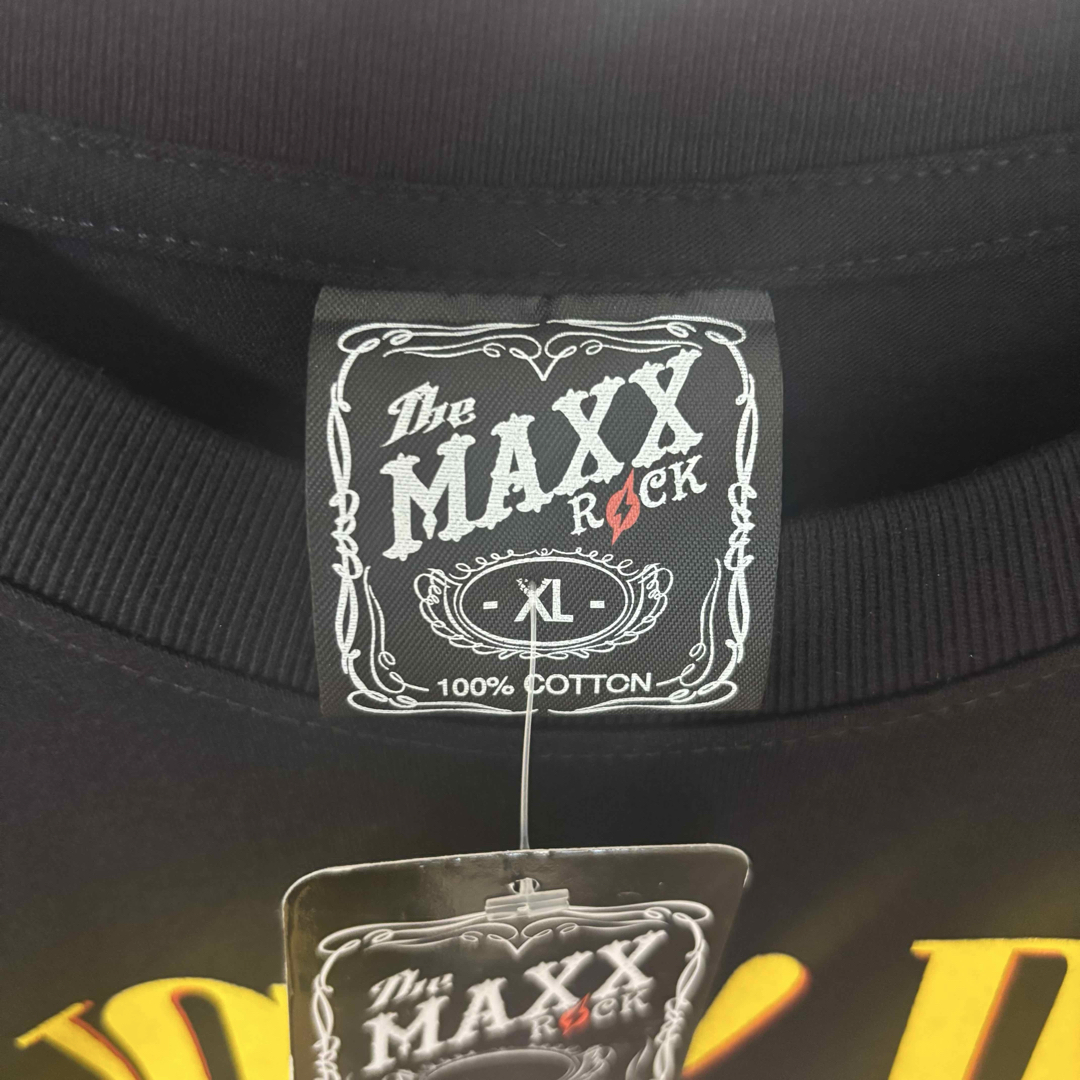 The
MAXX
ROCK
- XL -
100% COTTON
The
MAXX
ROCK